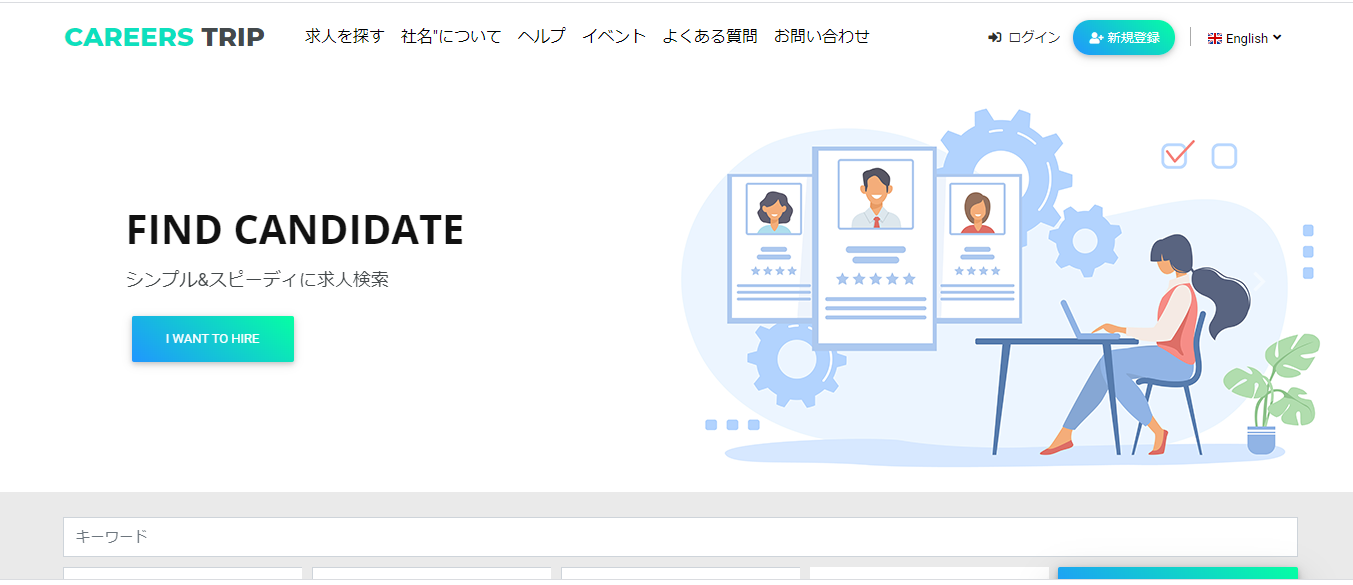 CAREERS TRIP
求人を探す 社名"について ヘルプ イベント よくある質問 お問い合わせ
ログイン 新規登録 English
FIND CANDIDATE
シンプル&スピーディに求人検索
I WANT TO HIRE
キーワード